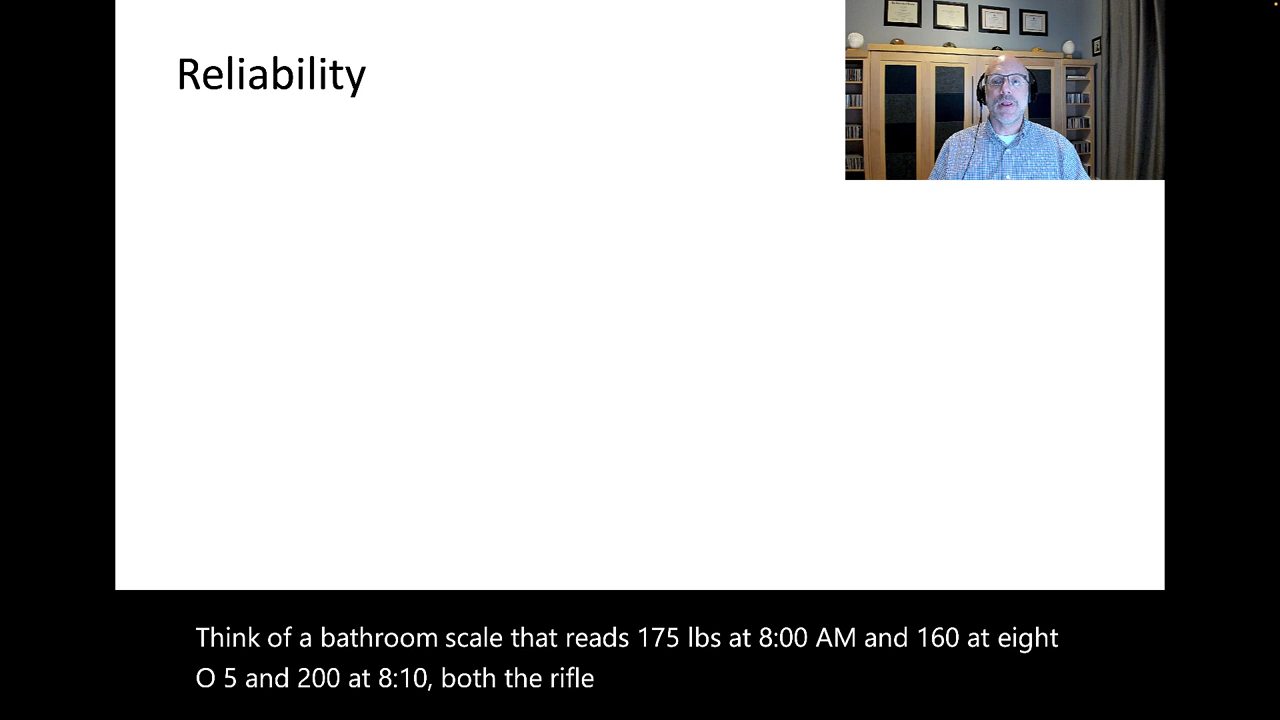 Reliability
Think of a bathroom scale that reads 175 lbs at 8:00 AM and 160 at eight
O 5 and 200 at 8:10, both the rifle